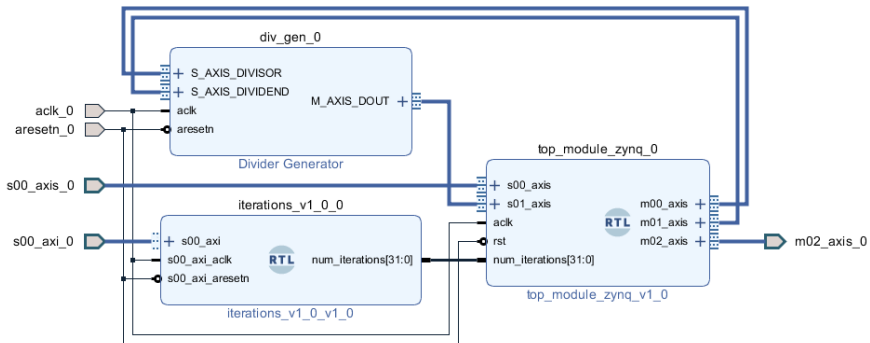 div_gen_0
S_AXIS_DIVISOR
S_AXIS_DIVIDEND
M_AXIS_DOUT
aclk_0
aclk
aresetn_0
aresetn
Divider Generator
top_module_zynq_0
s00_axis_0
s00_axis
s01_axis
m00_axis
aclk
m01_axis
RTL
rst
m02_axis
m02_axis_0
num_iterations[31:0]
top_module_zynq_v1_0
iterations_v1_0_0
s00_axi_0
s00_axi
s00_axi_aclk
RTL
num_iterations[31:0]
s00_axi_aresetn
iterations_v1_0_v1_0